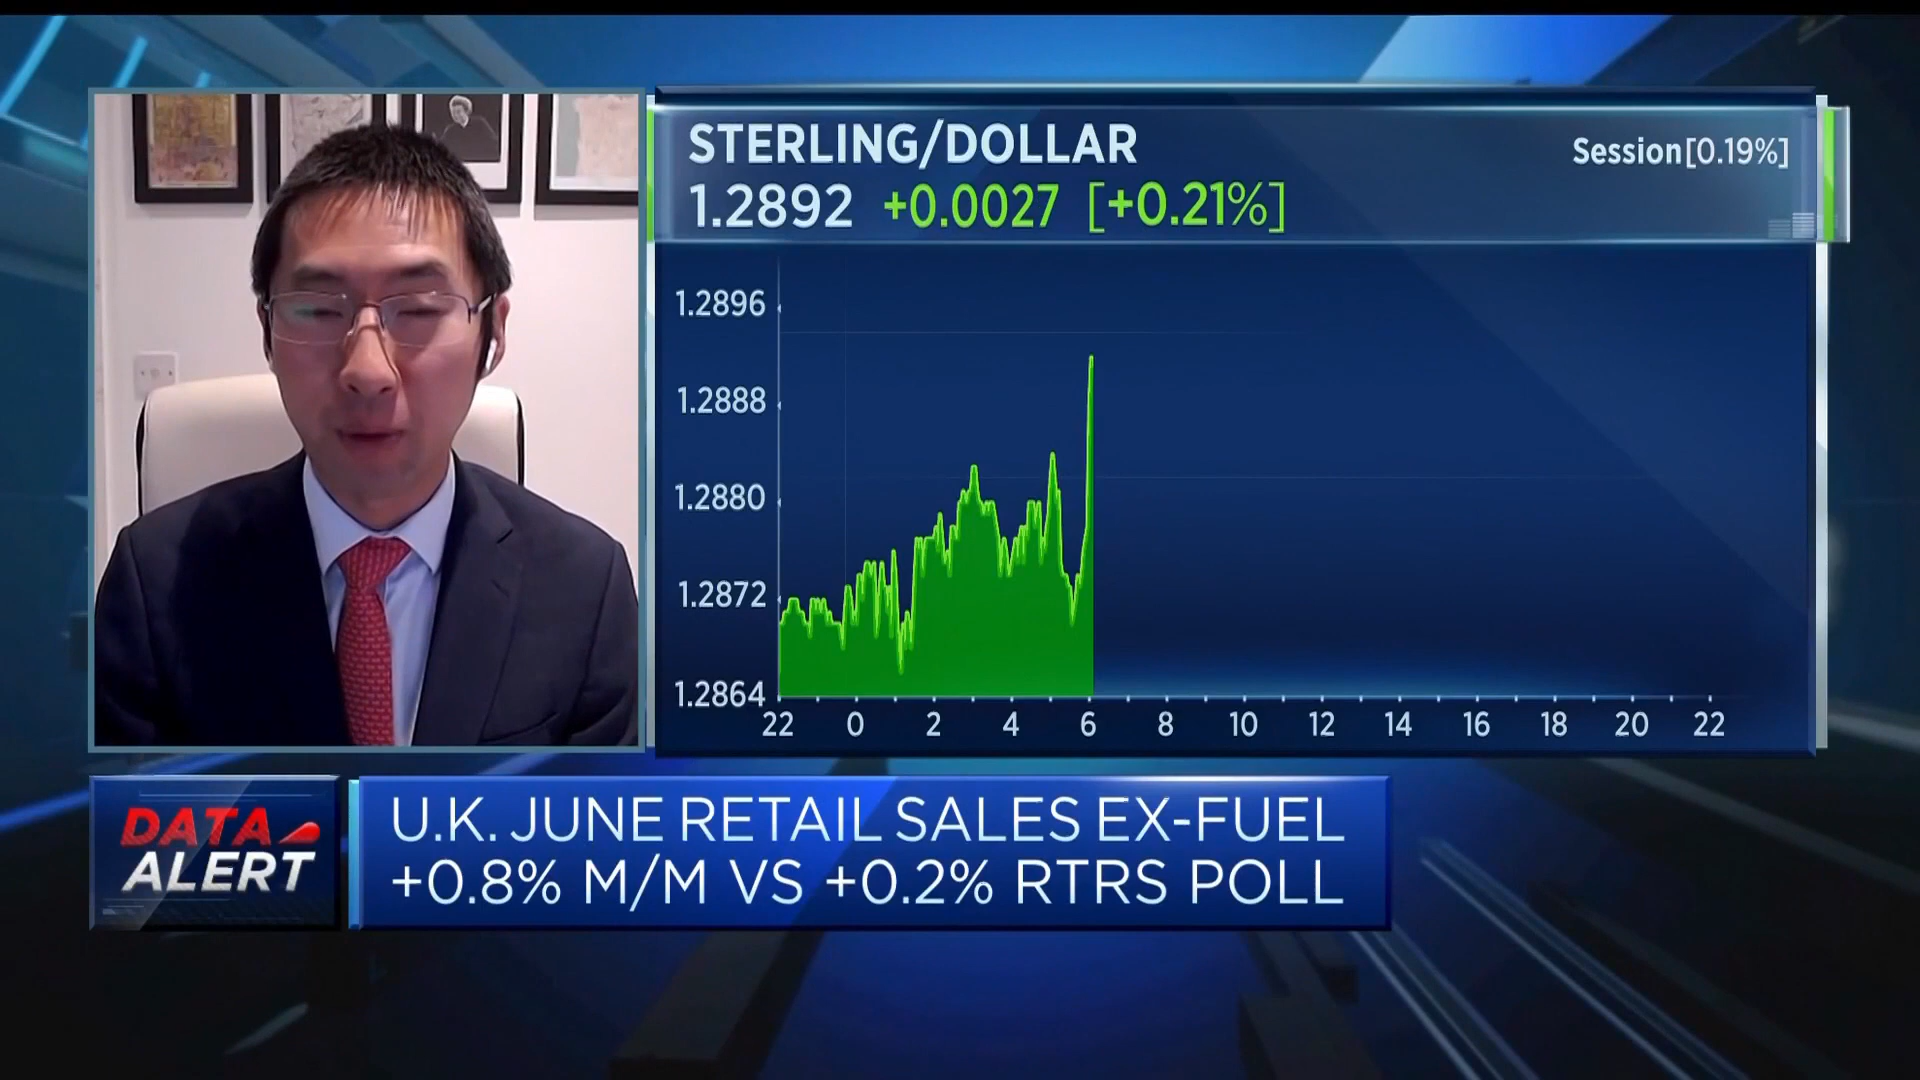 STERLING/DOLLAR
Session[0.19%]
1.2892 +0.0027 [+0.21%]
1.2896
1.2888
1.2880
1.2872
1.2864
22 0 2 4 6 8 10 12 14 16 18 20 22
DATA
ALERT
U.K. JUNE RETAIL SALES EX-FUEL
+0.8% M/M VS +0.2% RTRS POLL